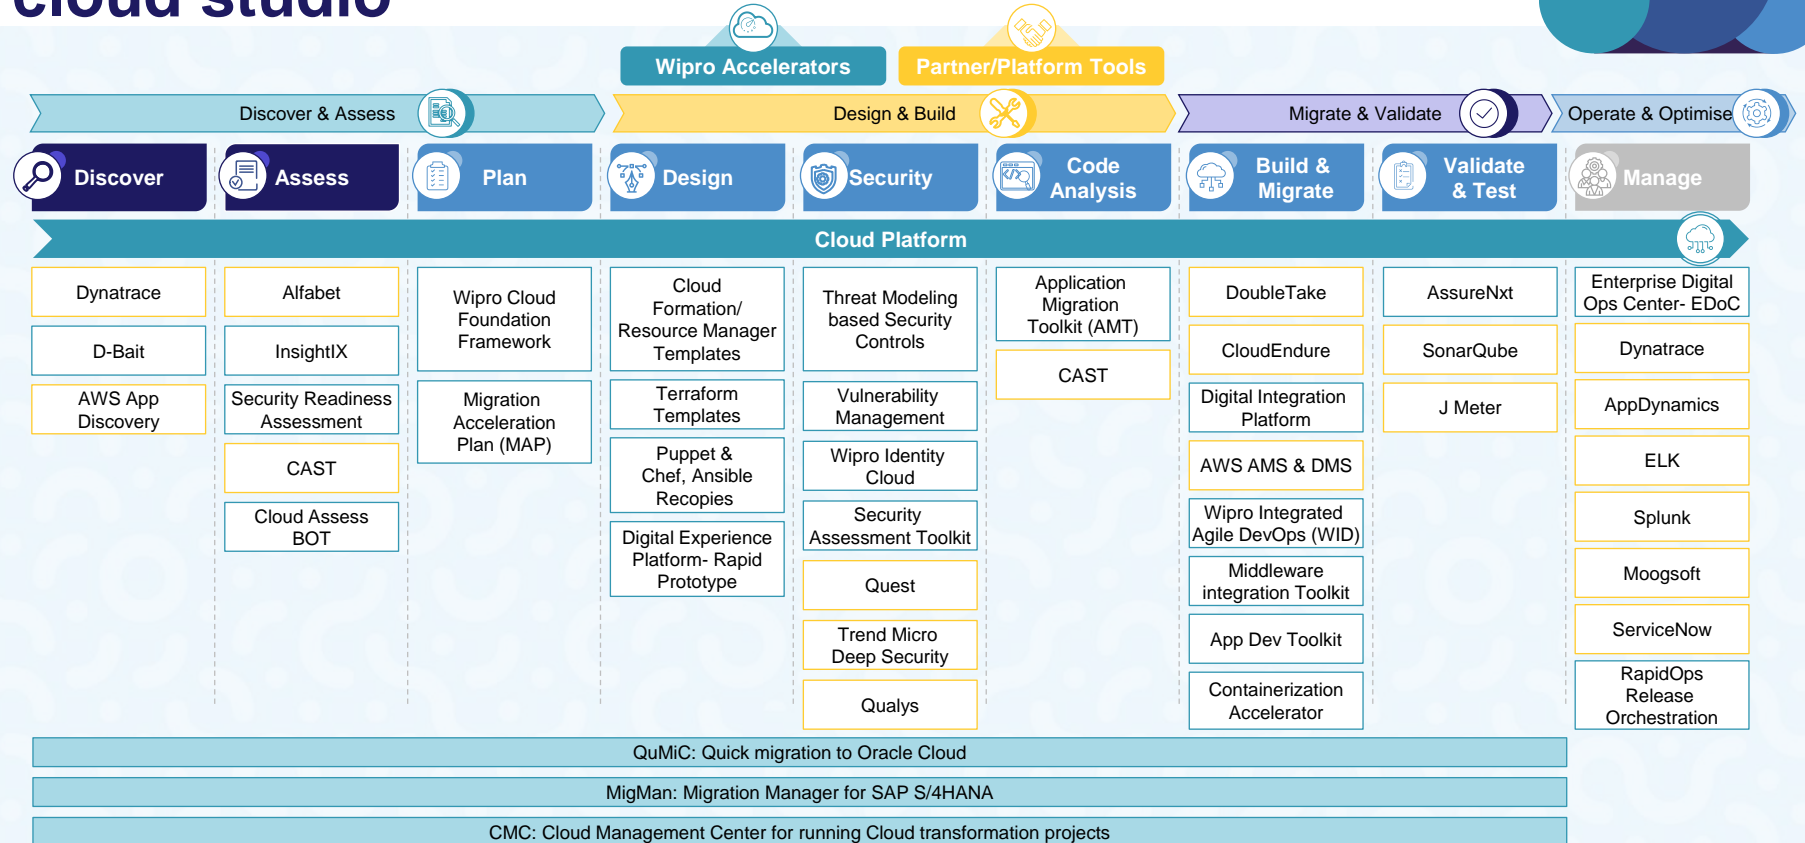 cloud studio
Wipro Accelerators
Partner/Platform Tools
Discover & Assess
Design & Build
Migrate & Validate
Operate & Optimise
Discover
Assess
Plan
Design
Security
Code
Analysis
Build &
Migrate
Validate
& Test
Manage
Cloud Platform
Dynatrace
D-Bait
AWS App
Discovery
Alfabet
InsightIX
Security Readiness
Assessment
CAST
Cloud Assess
BOT
Wipro Cloud
Foundation
Framework
Migration
Acceleration
Plan (MAP)
Cloud
Formation/
Resource Manager
Templates
Terraform
Templates
Puppet &
Chef, Ansible
Recopies
Digital Experience
Platform- Rapid
Prototype
Threat Modeling
based Security
Controls
Vulnerability
Management
Wipro Identity
Cloud
Security
Assessment Toolkit
Quest
Trend Micro
Deep Security
Qualys
Application
Migration
Toolkit (AMT)
CAST
DoubleTake
CloudEndure
Digital Integration
Platform
AWS AMS & DMS
Wipro Integrated
Agile DevOps (WID)
Middleware
integration Toolkit
App Dev Toolkit
Containerization
Accelerator
AssureNxt
SonarQube
J Meter
Enterprise Digital
Ops Center- EDoC
Dynatrace
AppDynamics
ELK
Splunk
Moogsoft
ServiceNow
RapidOps
Release
Orchestration
QuMiC: Quick migration to Oracle Cloud
MigMan: Migration Manager for SAP S/4HANA
CMC: Cloud Management Center for running Cloud transformation projects